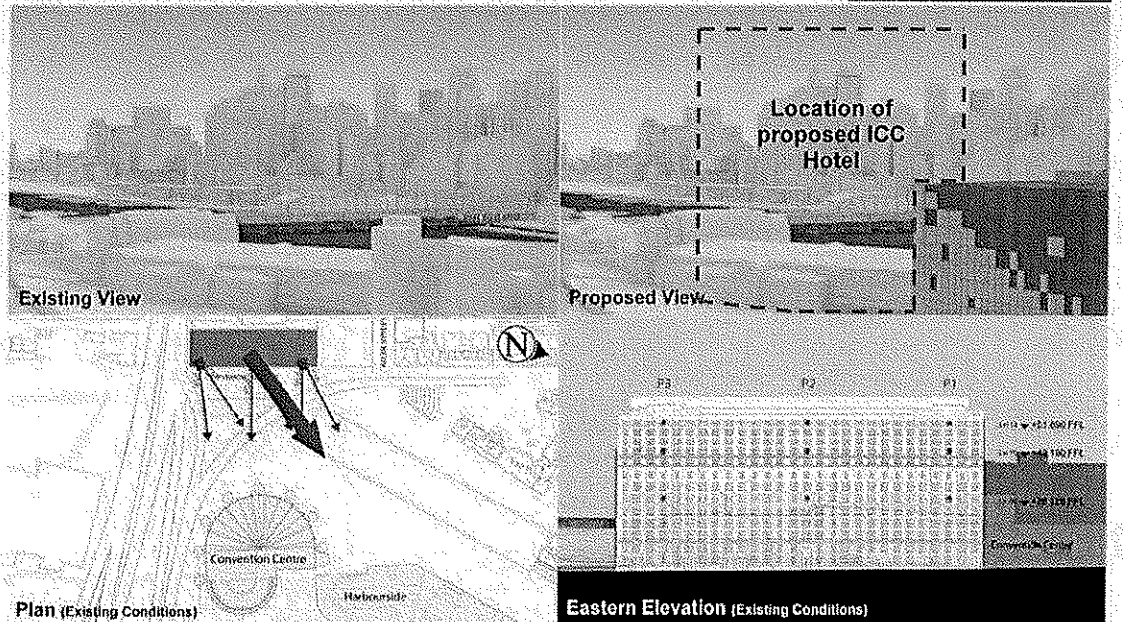 Location of
proposed ICC
Hotel
Existing View
Proposed View
N
P3
P2
P1
Convention Centre
Harbourside
Convention Centre
Plan (Existing Conditions)
Eastern Elevation (Existing Conditions)